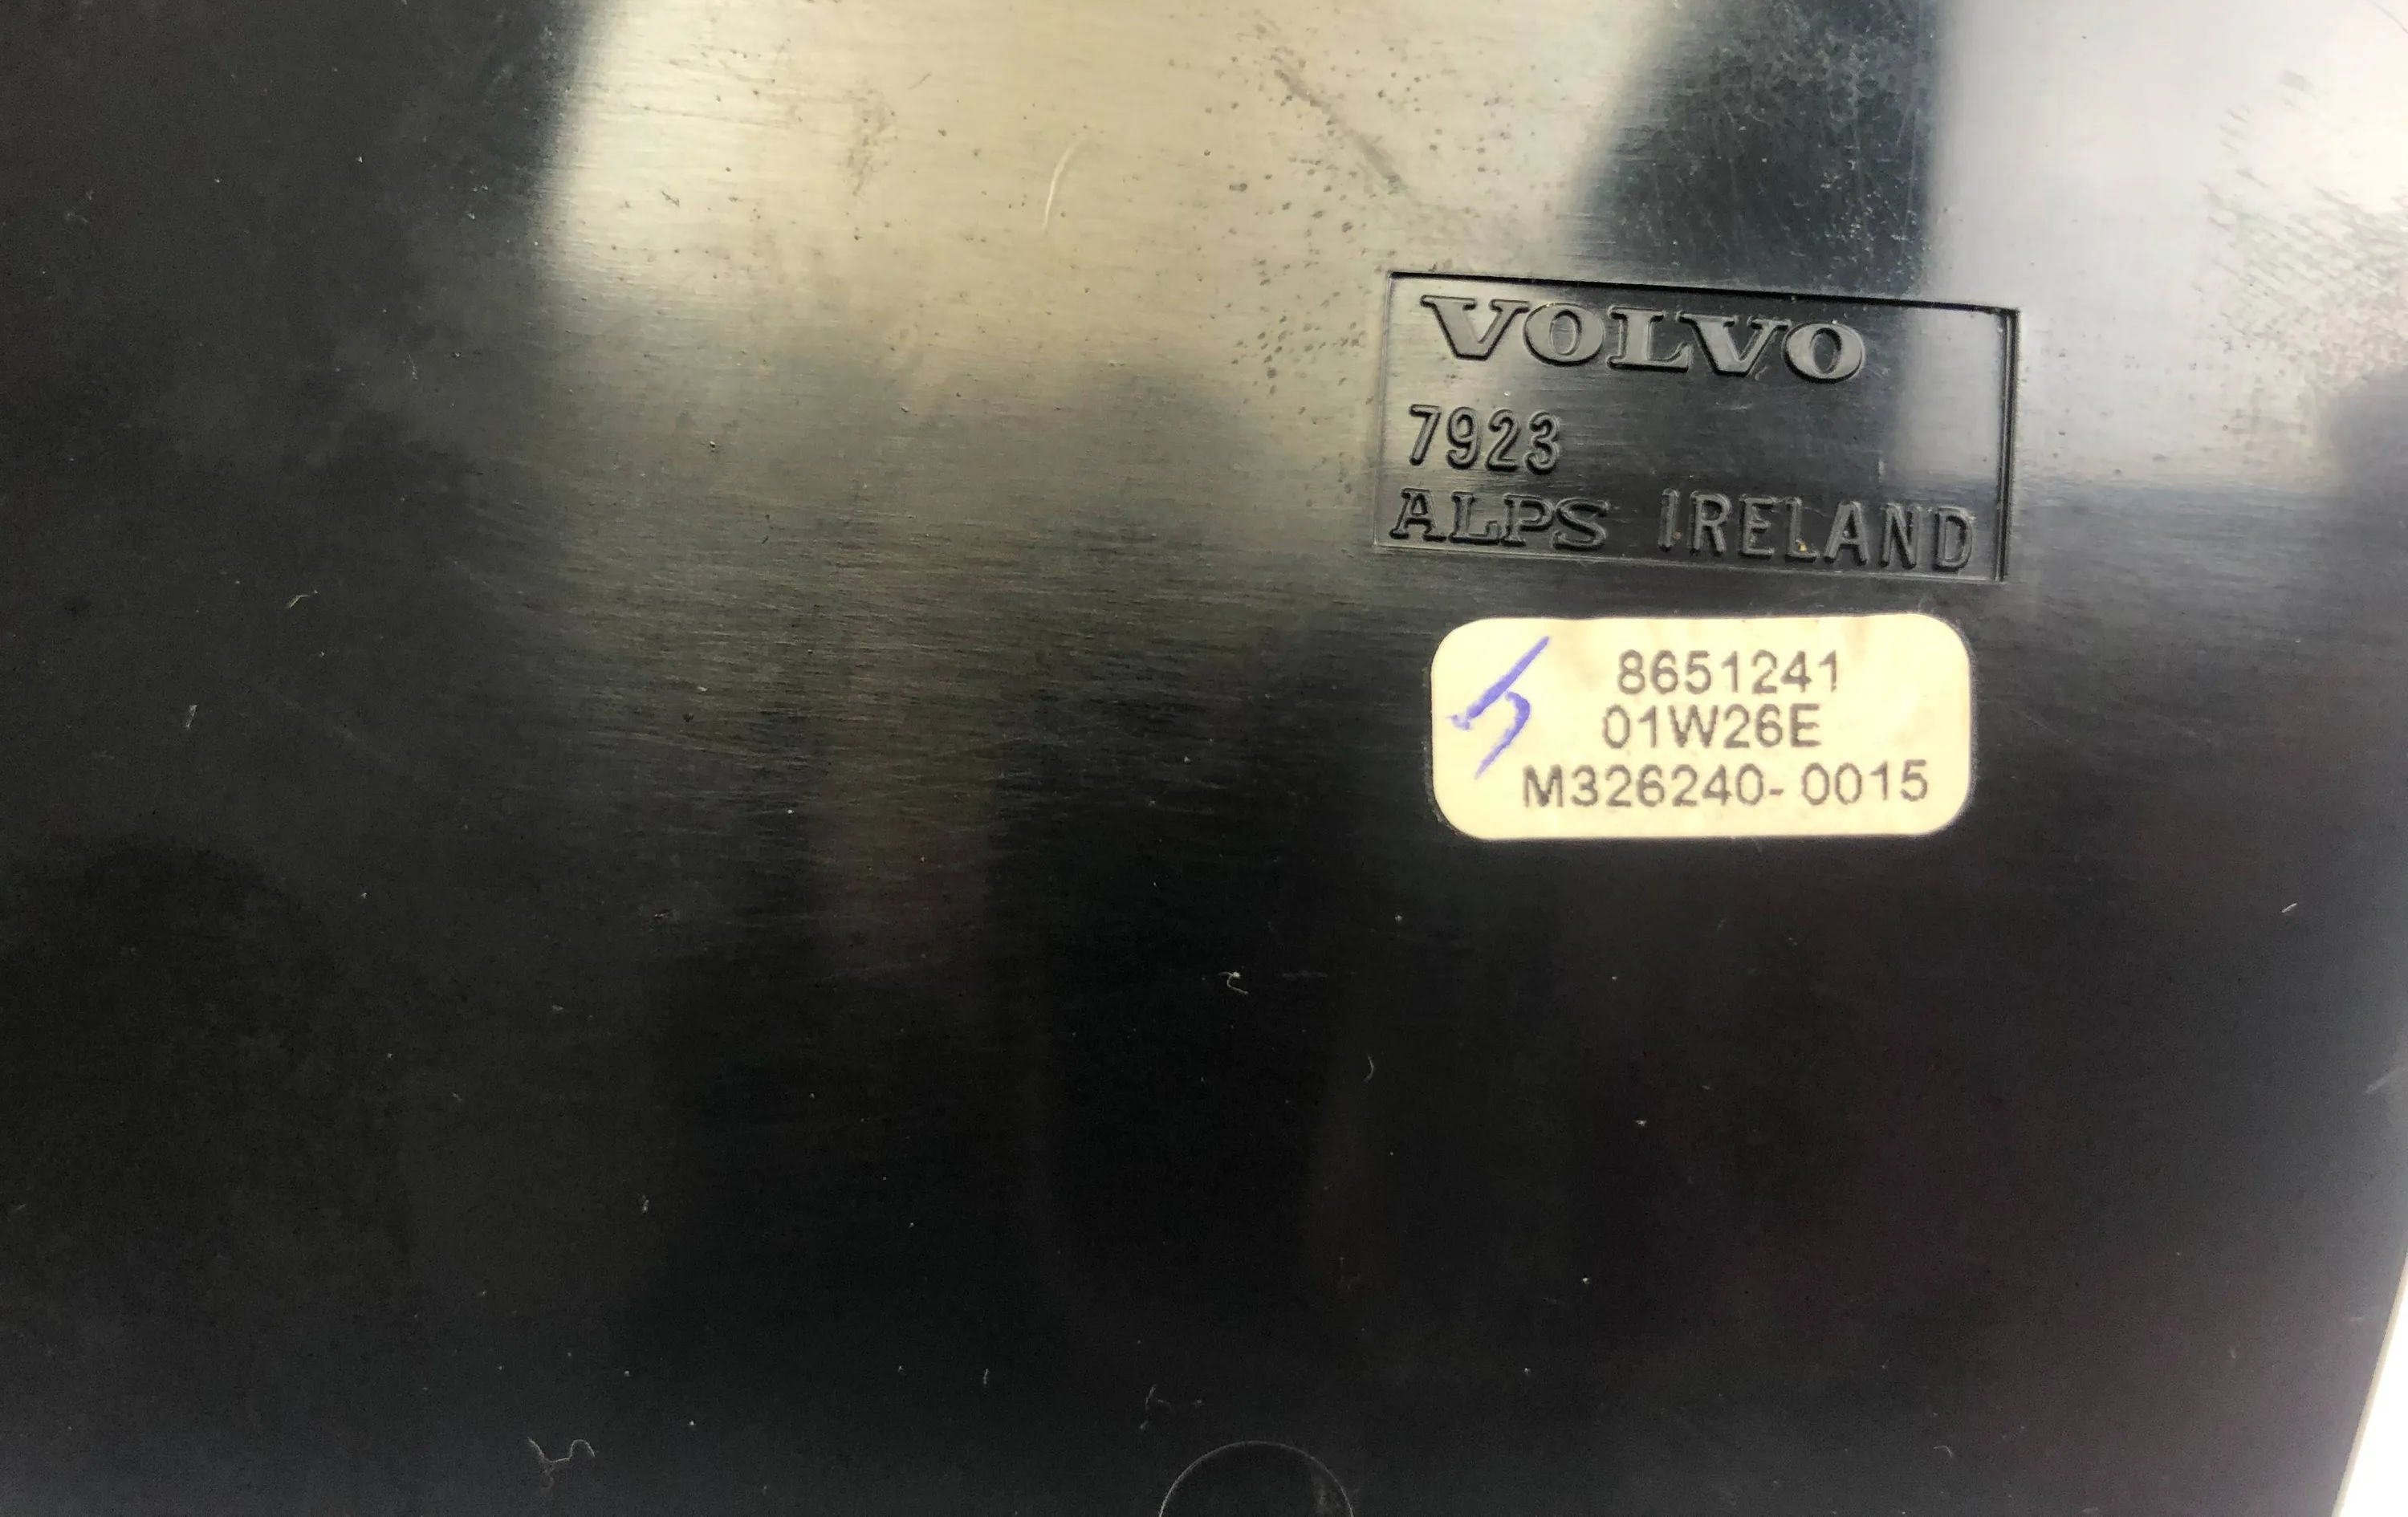 VOLVO
7923
ALPS IRELAND
8651241
01W26E
M326240-0015